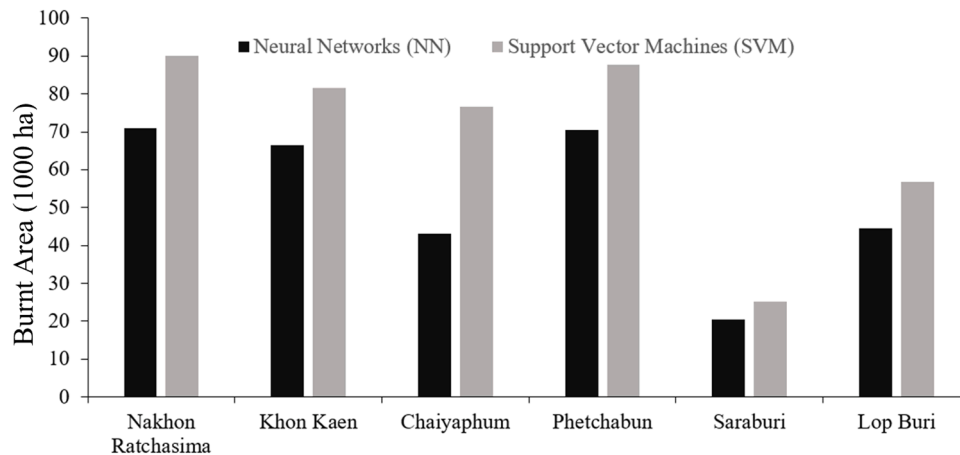 100
90
80
70
60
50
40
30
20
10
0
Burnt Area (1000 ha)
Neural Networks (NN)
Support Vector Machines (SVM)
Nakhon
Ratchasima
Khon Kaen
Chaiyaphum
Phetchabun
Saraburi
Lop Buri